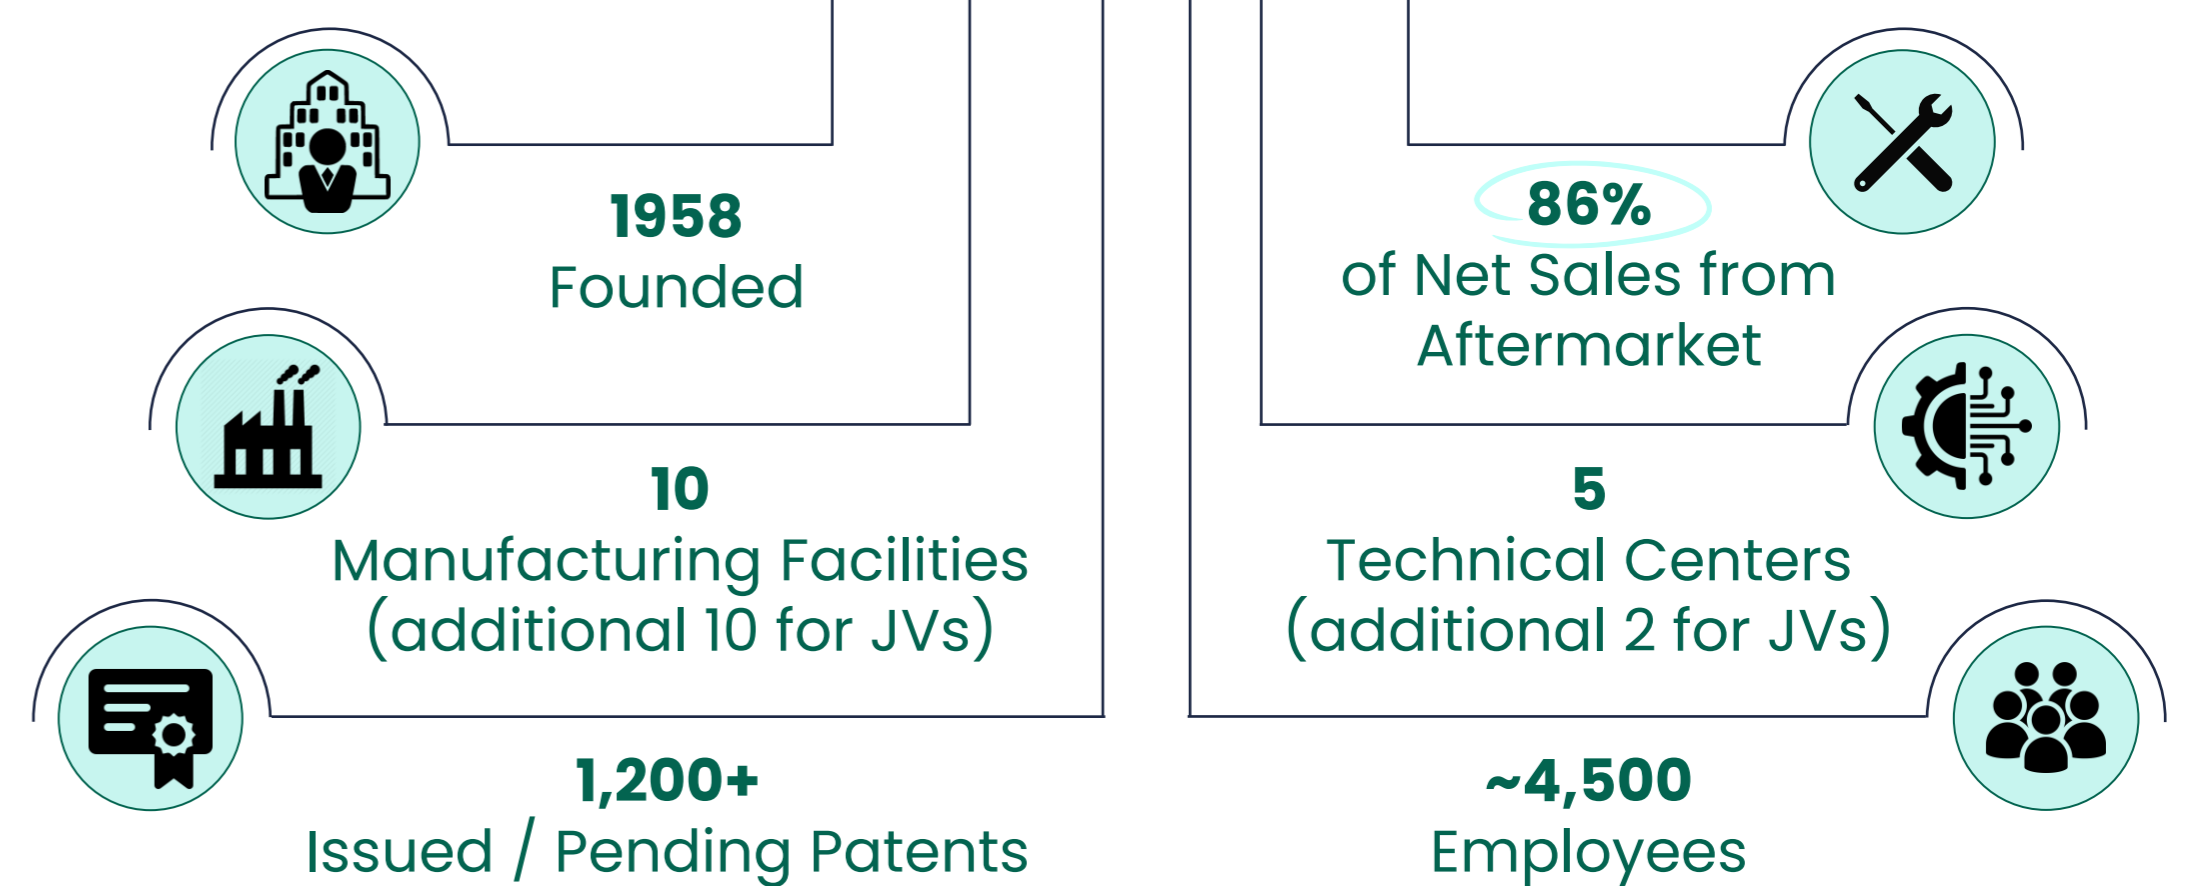 1958
Founded
86%
of Net Sales from
Aftermarket
10
Manufacturing Facilities
(additional 10 for JVs)
5
Technical Centers
(additional 2 for JVs)
1,200+
Issued / Pending Patents
~4,500
Employees